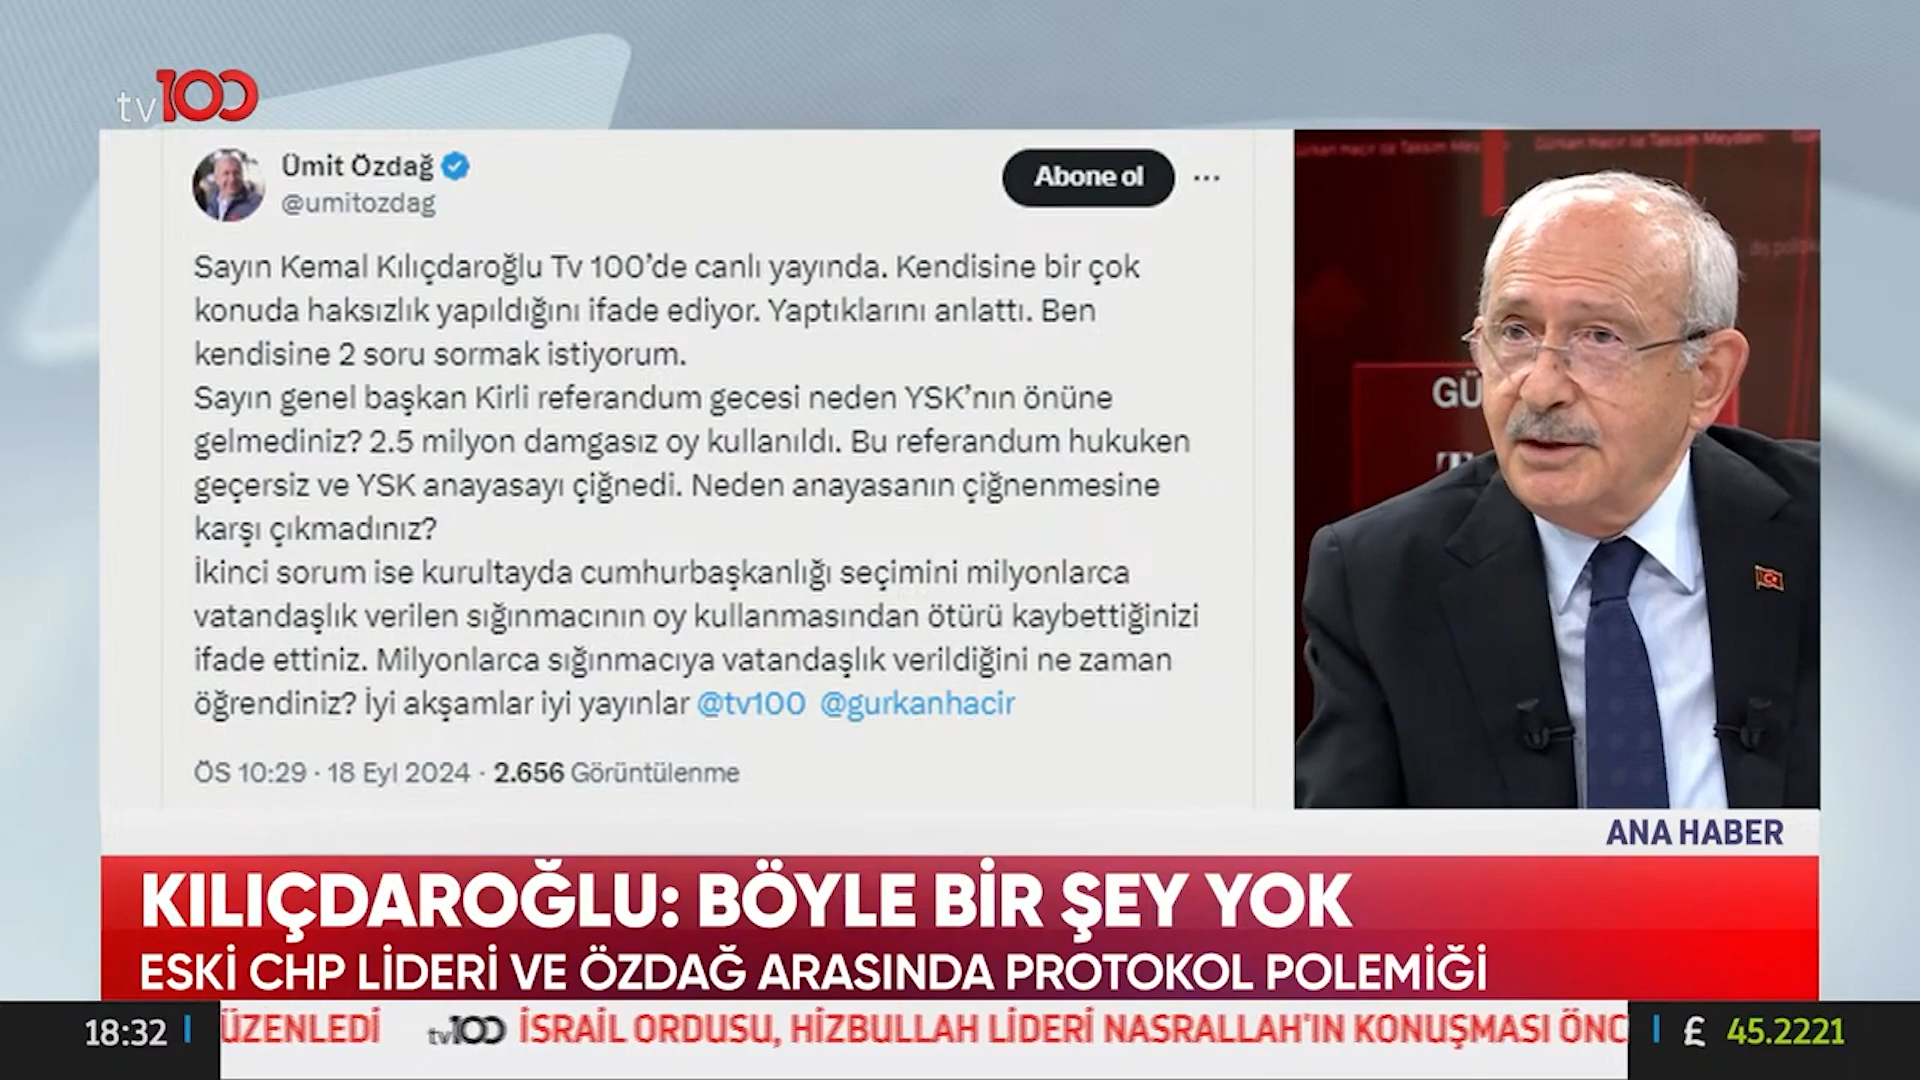 tv100
Ümit Özdağ
@umitozdag
Abone ol
Sayın Kemal Kılıçdaroğlu Tv 100'de canlı yayında. Kendisine bir çok
konuda haksızlık yapıldığını ifade ediyor. Yaptıklarını anlattı. Ben
kendisine 2 soru sormak istiyorum.
Sayın genel başkan Kirli referandum gecesi neden YSK'nın önüne
gelmediniz? 2.5 milyon damgasız oy kullanıldı. Bu referandum hukuken
geçersiz ve YSK anayasayı çiğnedi. Neden anayasanın çiğnenmesine
karşı çıkmadınız?
İkinci sorum ise kurultayda cumhurbaşkanlığı seçimini milyonlarca
vatandaşlık verilen sığınmacının oy kullanmasından ötürü kaybettiğinizi
ifade ettiniz. Milyonlarca sığınmacıya vatandaşlık verildiğini ne zaman
öğrendiniz? İyi akşamlar iyi yayınlar @tv100 @gurkanhacir
ÖS 10:29 · 18 Eyl 2024 · 2.656 Görüntülenme
GÜ
ANA HABER
KILIÇDAROĞLU: BÖYLE BİR ŞEY YOK
ESKİ CHP LİDERİ VE ÖZDAĞ ARASINDA PROTOKOL POLEMİĞİ
18:32 ÜZENLEDİ tv100 İSRAİL ORDUSU, HİZBULLAH LİDERİ NASRALLAH'IN KONUŞMASI ÖNC £ 45.2221